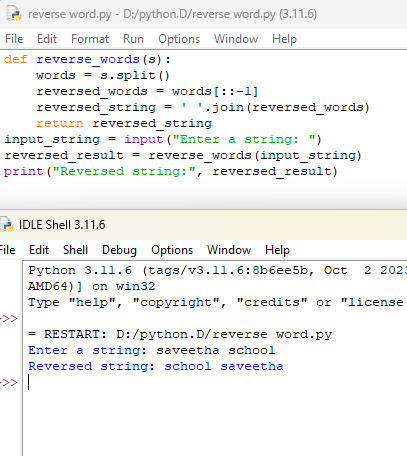 reverse word.py - D:/python.D/reverse word.py (3.11.6)
File Edit Format Run Options Window Help
def reverse_words(s):
    words = s.split()
    reversed_words = words[::-1]
    reversed_string = ' '.join(reversed_words)
    return reversed_string
input_string = input("Enter a string: ")
reversed_result = reverse_words(input_string)
print("Reversed string:", reversed_result)
IDLE Shell 3.11.6
File Edit Shell Debug Options Window Help
Python 3.11.6 (tags/v3.11.6:8b6ee5b, Oct  2 2023
AMD64)] on win32
Type "help", "copyright", "credits" or "license
>>>
= RESTART: D:/python.D/reverse word.py
Enter a string: saveetha school
Reversed string: school saveetha
>>>